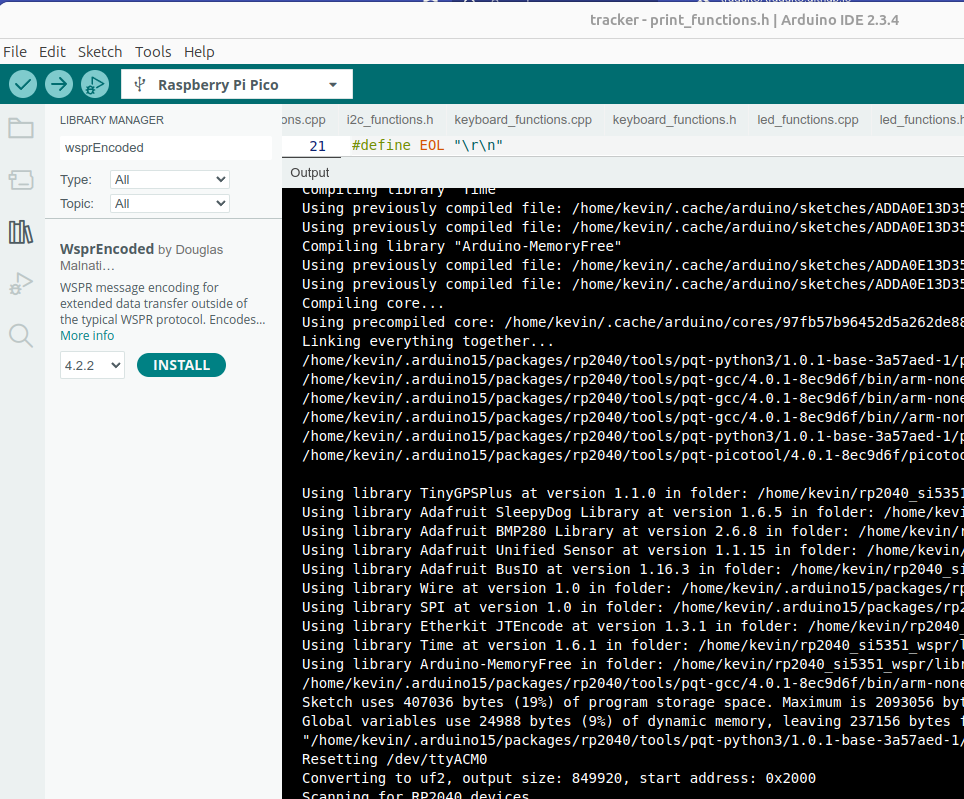 tracker - print_functions.h | Arduino IDE 2.3.4
File Edit Sketch Tools Help
Raspberry Pi Pico
LIBRARY MANAGER
wsprEncoded
Type: All
Topic: All
WsprEncoded by Douglas
Malnati…
WSPR message encoding for
extended data transfer outside of
the typical WSPR protocol. Encodes...
More info
4.2.2 INSTALL
ons.cpp i2c_functions.h keyboard_functions.cpp keyboard_functions.h led_functions.cpp led_functions.h
21 #define EOL "\r\n"
Output
Compiling library "Time"
Using previously compiled file: /home/kevin/.cache/arduino/sketches/ADDA0E13D35
Using previously compiled file: /home/kevin/.cache/arduino/sketches/ADDA0E13D35
Compiling library "Arduino-MemoryFree"
Using previously compiled file: /home/kevin/.cache/arduino/sketches/ADDA0E13D35
Using previously compiled file: /home/kevin/.cache/arduino/sketches/ADDA0E13D35
Compiling core...
Using precompiled core: /home/kevin/.cache/arduino/cores/97fb57b96452d5a262de88
Linking everything together...
/home/kevin/.arduino15/packages/rp2040/tools/pqt-python3/1.0.1-base-3a57aed-1/p
/home/kevin/.arduino15/packages/rp2040/tools/pqt-gcc/4.0.1-8ec9d6f/bin/arm-none
/home/kevin/.arduino15/packages/rp2040/tools/pqt-gcc/4.0.1-8ec9d6f/bin/arm-none
/home/kevin/.arduino15/packages/rp2040/tools/pqt-gcc/4.0.1-8ec9d6f/bin//arm-non
/home/kevin/.arduino15/packages/rp2040/tools/pqt-python3/1.0.1-base-3a57aed-1/p
/home/kevin/.arduino15/packages/rp2040/tools/pqt-picotool/4.0.1-8ec9d6f/picotoo
Using library TinyGPSPlus at version 1.1.0 in folder: /home/kevin/rp2040_si5351
Using library Adafruit SleepyDog Library at version 1.6.5 in folder: /home/kevi
Using library Adafruit BMP280 Library at version 2.6.8 in folder: /home/kevin/r
Using library Adafruit Unified Sensor at version 1.1.15 in folder: /home/kevin/
Using library Adafruit BusIO at version 1.16.3 in folder: /home/kevin/rp2040_si
Using library Wire at version 1.0 in folder: /home/kevin/.arduino15/packages/rp
Using library SPI at version 1.0 in folder: /home/kevin/.arduino15/packages/rp2
Using library Etherkit JTEncode at version 1.3.1 in folder: /home/kevin/rp2040_
Using library Time at version 1.6.1 in folder: /home/kevin/rp2040_si5351_wspr/l
Using library Arduino-MemoryFree in folder: /home/kevin/rp2040_si5351_wspr/libr
/home/kevin/.arduino15/packages/rp2040/tools/pqt-gcc/4.0.1-8ec9d6f/bin/arm-none
Sketch uses 407036 bytes (19%) of program storage space. Maximum is 2093056 byt
Global variables use 24988 bytes (9%) of dynamic memory, leaving 237156 bytes f
"/home/kevin/.arduino15/packages/rp2040/tools/pqt-python3/1.0.1-base-3a57aed-1/
Resetting /dev/ttyACM0
Converting to uf2, output size: 849920, start address: 0x2000
Scanning for RP2040 devices